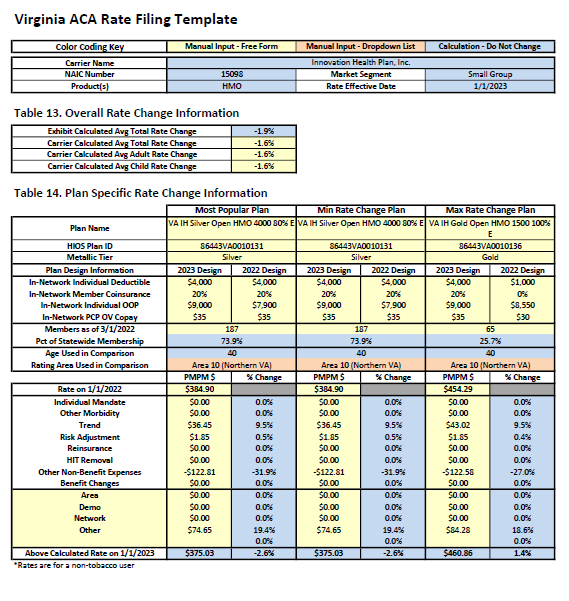 Virginia ACA Rate Filing Template
Color Coding Key Manual Input - Free Form Manual Input - Dropdown List Calculation - Do Not Change
Carrier Name Innovation Health Plan, Inc.
NAIC Number 15098 Market Segment Small Group
Product(s) HMO Rate Effective Date 1/1/2023
Table 13. Overall Rate Change Information
Exhibit Calculated Avg Total Rate Change -1.9%
Carrier Calculated Avg Total Rate Change -1.6%
Carrier Calculated Avg Adult Rate Change -1.6%
Carrier Calculated Avg Child Rate Change -1.6%
Table 14. Plan Specific Rate Change Information
Most Popular Plan Min Rate Change Plan Max Rate Change Plan
Plan Name VA IH Silver Open HMO 4000 80% E VA IH Silver Open HMO 4000 80% E VA IH Gold Open HMO 1500 100% E
HIOS Plan ID 86443VA0010131 86443VA0010131 86443VA0010136
Metallic Tier Silver Silver Gold
Plan Design Information 2023 Design 2022 Design 2023 Design 2022 Design 2023 Design 2022 Design
In-Network Individual Deductible $4,000 $4,000 $4,000 $4,000 $4,000 $1,000
In-Network Member Coinsurance 20% 20% 20% 20% 20% 0%
In-Network Individual OOP $9,000 $7,900 $9,000 $7,900 $9,000 $8,550
In-Network PCP OV Copay $35 $35 $35 $35 $35 $30
Members as of 3/1/2022 187 187 65
Pct of Statewide Membership 73.9% 73.9% 25.7%
Age Used in Comparison 40 40 40
Rating Area Used in Comparison Area 10 (Northern VA) Area 10 (Northern VA) Area 10 (Northern VA)
PMPM $ % Change PMPM $ % Change PMPM $ % Change
Rate on 1/1/2022 $384.90 $384.90 $454.29
Individual Mandate $0.00 0.0% $0.00 0.0% $0.00 0.0%
Other Morbidity $0.00 0.0% $0.00 0.0% $0.00 0.0%
Trend $36.45 9.5% $36.45 9.5% $43.02 9.5%
Risk Adjustment $1.85 0.5% $1.85 0.5% $1.85 0.4%
Reinsurance $0.00 0.0% $0.00 0.0% $0.00 0.0%
HIT Removal $0.00 0.0% $0.00 0.0% $0.00 0.0%
Other Non-Benefit Expenses -$122.81 -31.9% -$122.81 -31.9% -$122.58 -27.0%
Benefit Changes $0.00 0.0% $0.00 0.0% $0.00 0.0%
Area $0.00 0.0% $0.00 0.0% $0.00 0.0%
Demo $0.00 0.0% $0.00 0.0% $0.00 0.0%
Network $0.00 0.0% $0.00 0.0% $0.00 0.0%
Other $74.65 19.4% $74.65 19.4% $84.28 18.6%
0.0% 0.0% 0.0%
Above Calculated Rate on 1/1/2023 $375.03 -2.6% $375.03 -2.6% $460.86 1.4%
*Rates are for a non-tobacco user